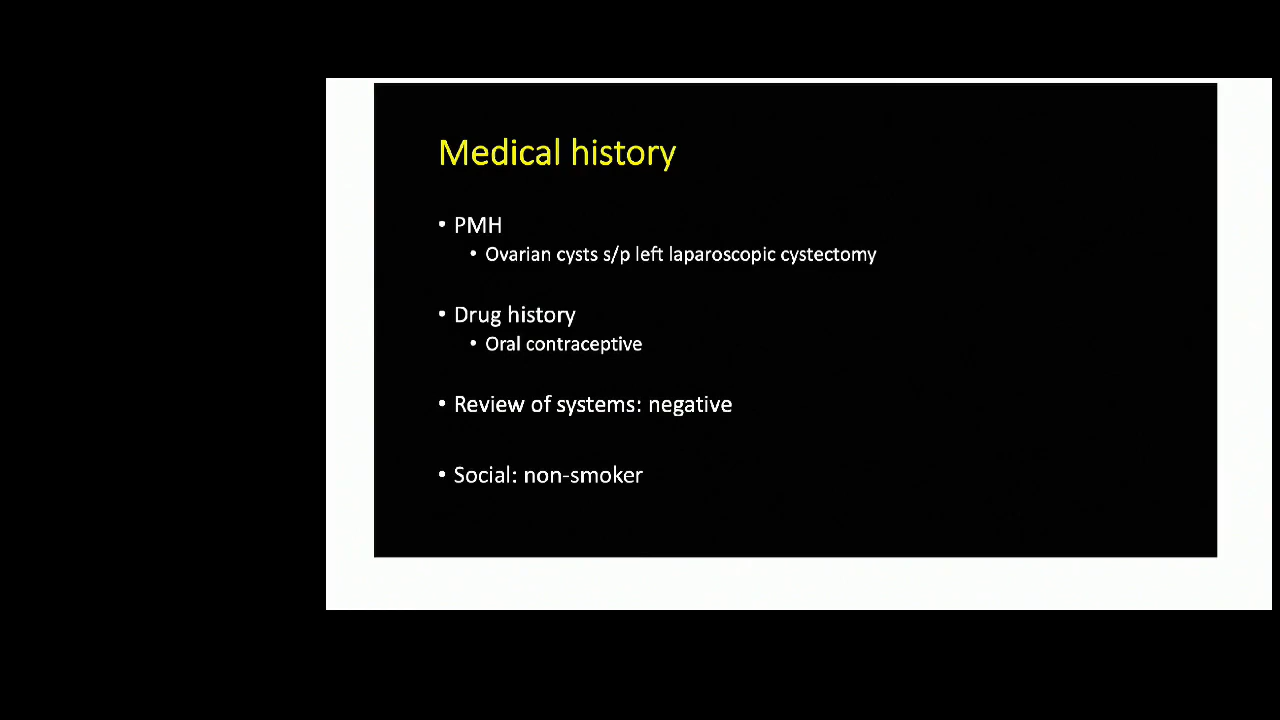 Medical history
• PMH
• Ovarian cysts s/p left laparoscopic cystectomy
• Drug history
• Oral contraceptive
• Review of systems: negative
• Social: non-smoker